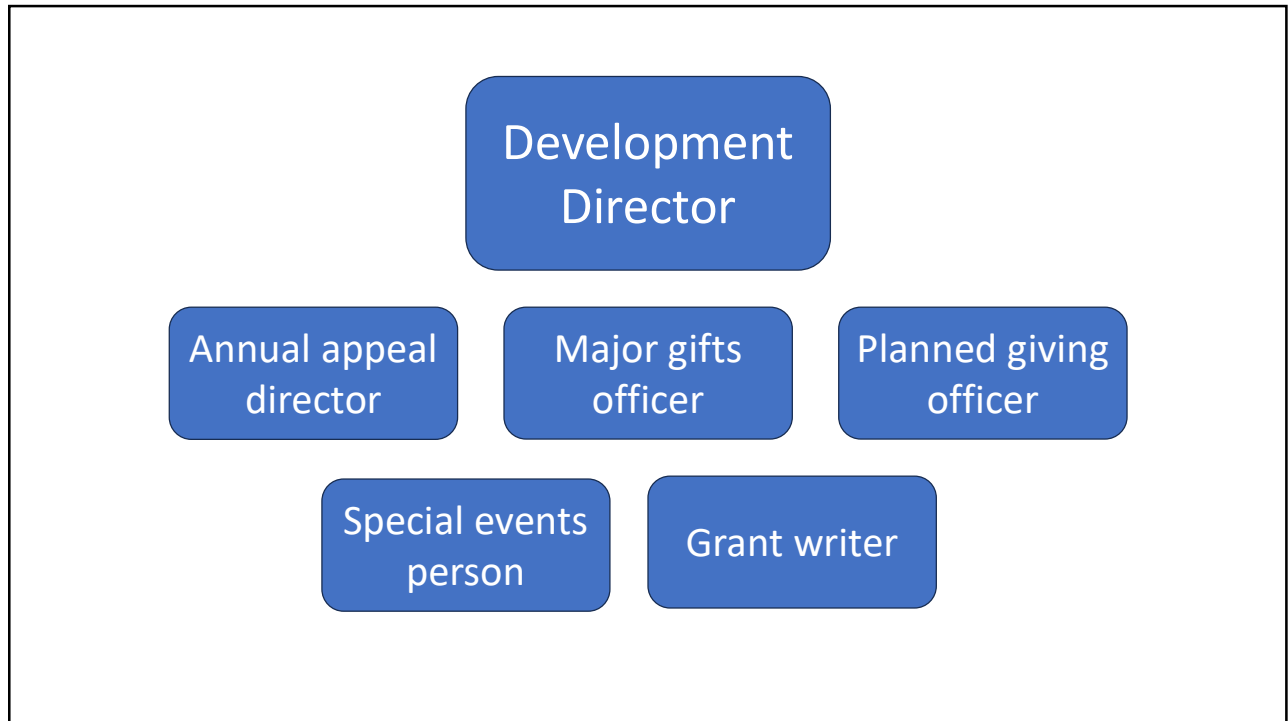 Development
Director
Annual appeal
director
Major gifts
officer
Planned giving
officer
Special events
person
Grant writer